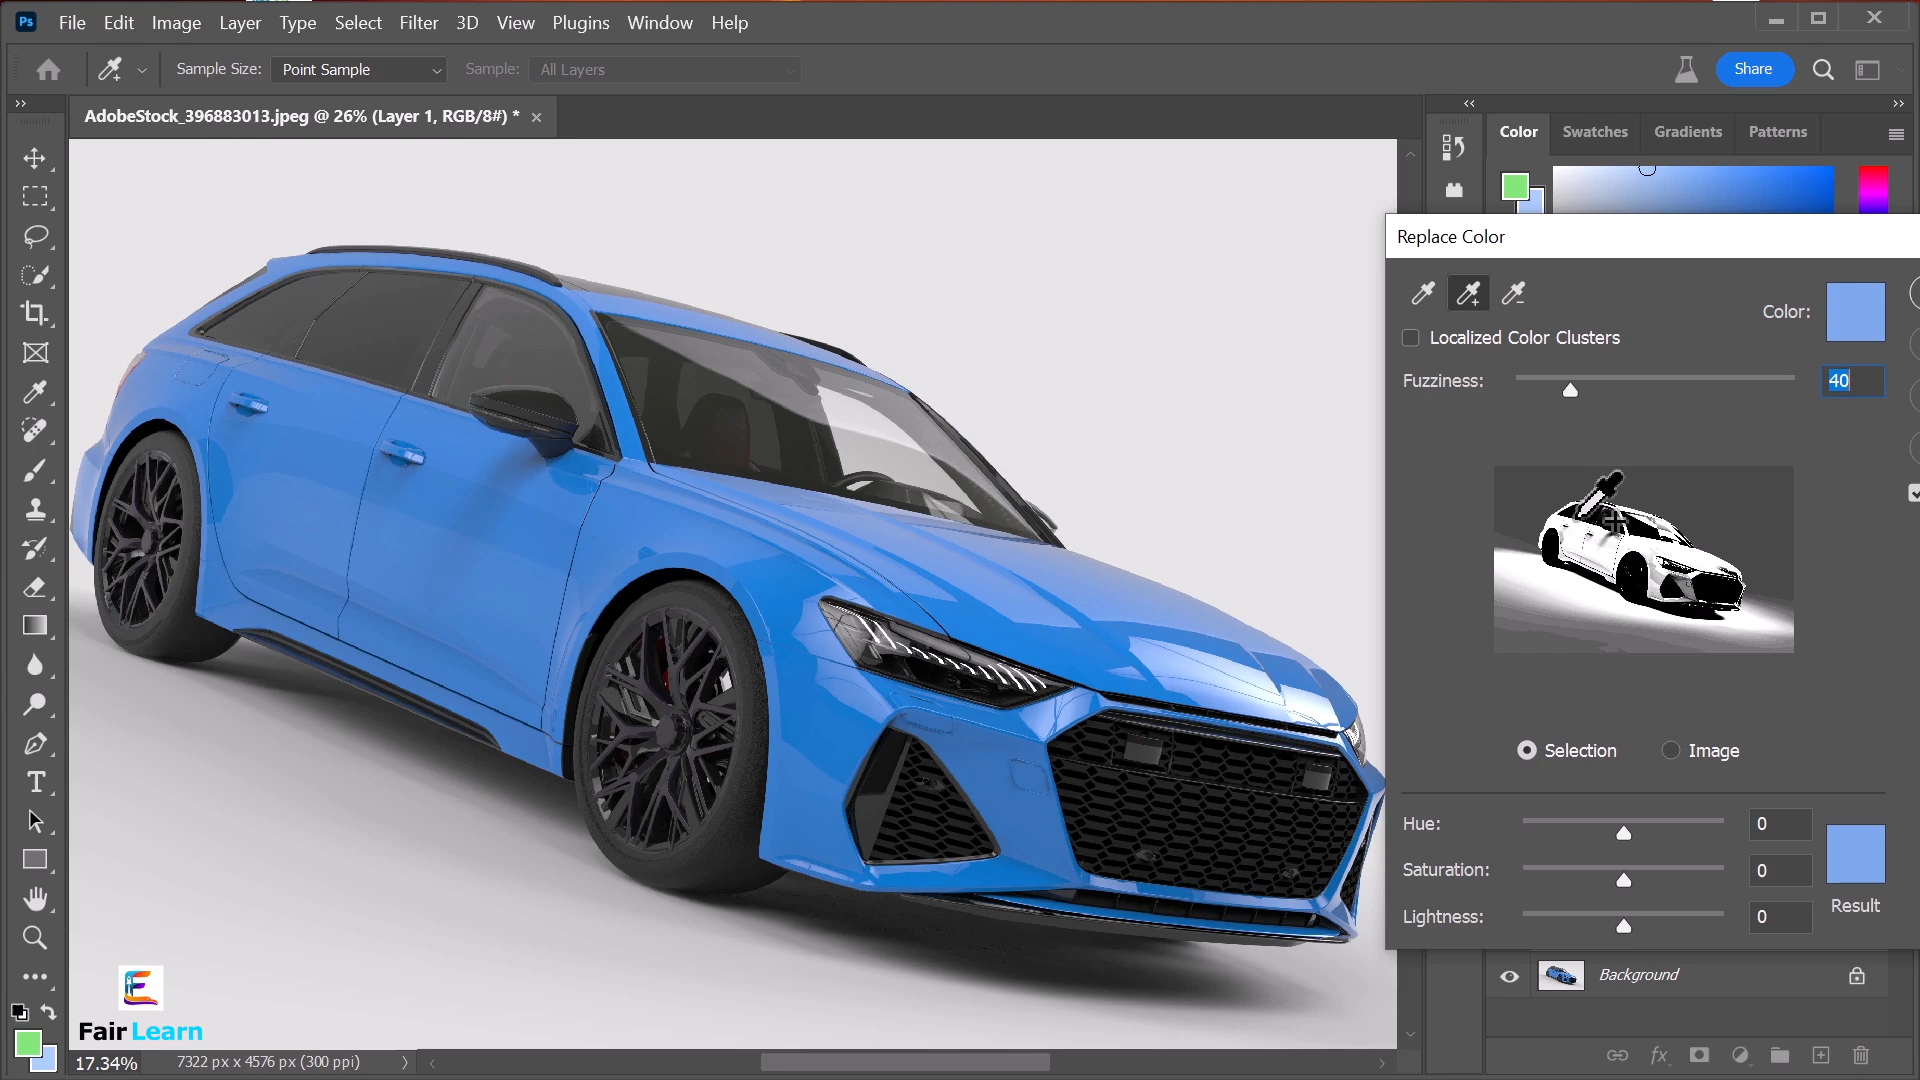 Ps File Edit Image Layer Type Select Filter 3D View Plugins Window Help
Sample Size: Point Sample Sample: All Layers Share
AdobeStock_396883013.jpeg @ 26% (Layer 1, RGB/8#) *
Color Swatches Gradients Patterns
Replace Color
Color:
Localized Color Clusters
Fuzziness: 40
Selection Image
Hue: 0
Saturation: 0
Result
Lightness: 0
Background
Fair Learn
17.34% 7322 px x 4576 px (300 ppi)
fx